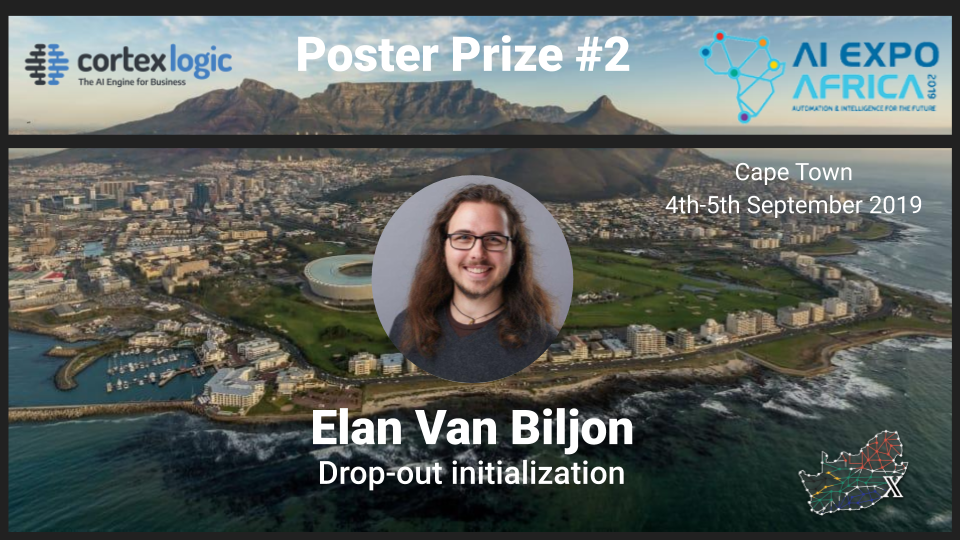 cortexlogic
The AI Engine for Business
Poster Prize #2
AI EXPO
AFRICA
2019
AUTOMATION & INTELLIGENCE FOR THE FUTURE
Cape Town
4th-5th September 2019
Elan Van Biljon
Drop-out initialization
X